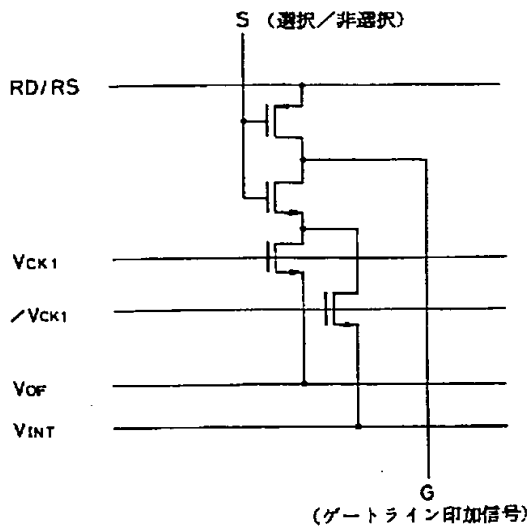 S (選択/非選択)
RD/RS
VCK1
/VCK1
VOF
VINT
G
(ゲートライン印加信号)